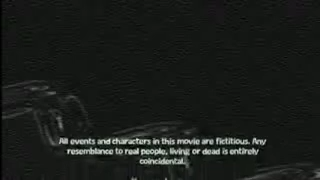 All events and characters in this movie are fictitious. Any
resemblance to real people, living or dead is entirely
coincidental.